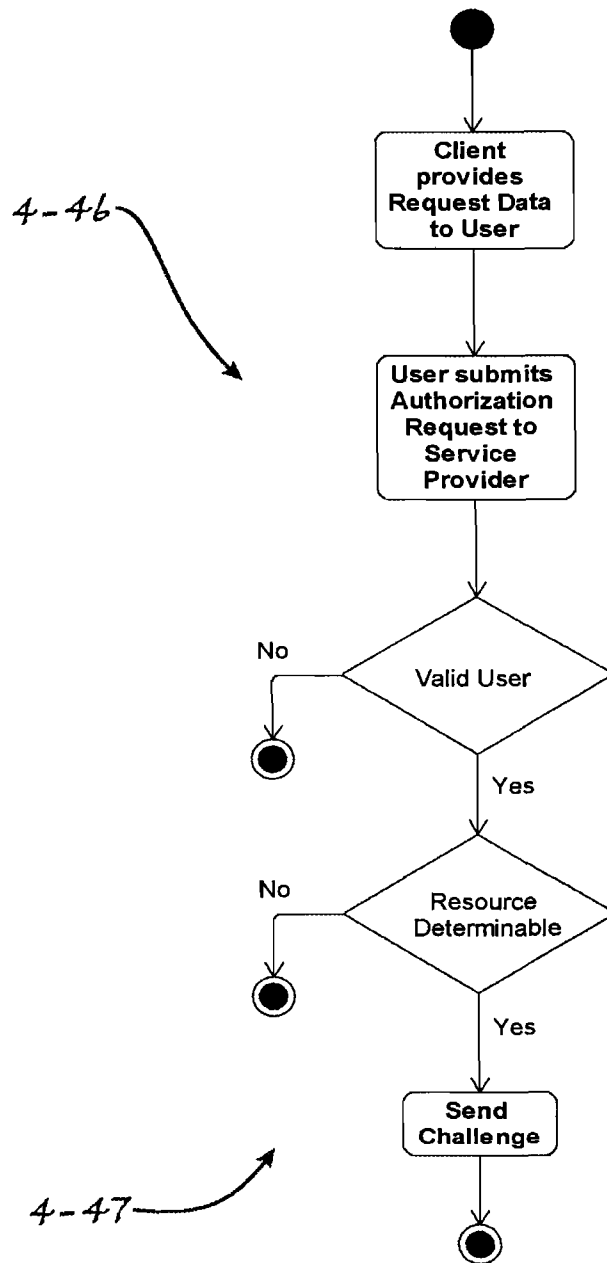 Client
provides
Request Data
to User
4-46
User submits
Authorization
Request to
Service
Provider
No
Valid User
Yes
No
Resource
Determinable
Yes
Send
Challenge
4-47